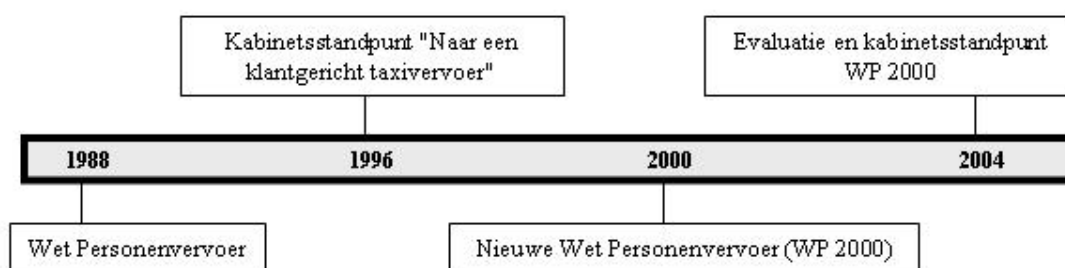 Kabinetsstandpunt "Naar een
klantgericht taxivervoer"
Evaluatie en kabinetsstandpunt
WP 2000
1988 1996 2000 2004
Wet Personenvervoer
Nieuwe Wet Personenvervoer (WP 2000)